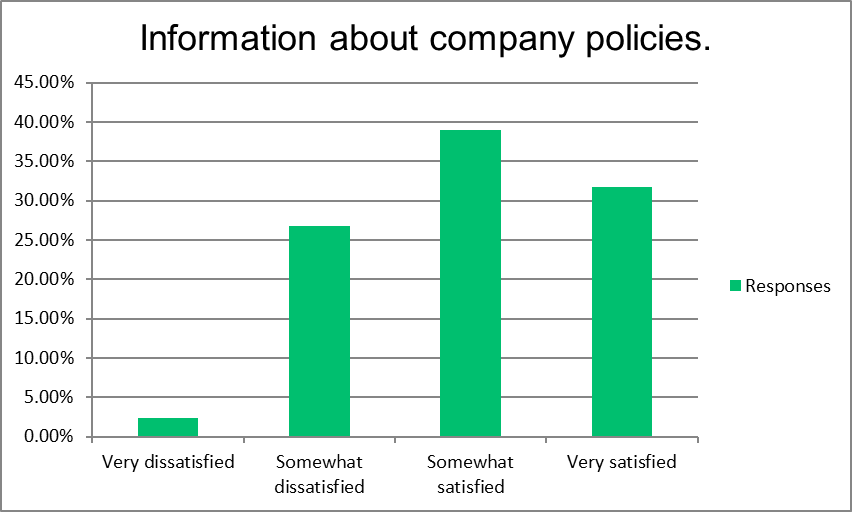 Information about company policies.
45.00%
40.00%
35.00%
30.00%
25.00%
20.00%
15.00%
10.00%
5.00%
0.00%
Very dissatisfied
Somewhat
dissatisfied
Somewhat
satisfied
Very satisfied
Responses